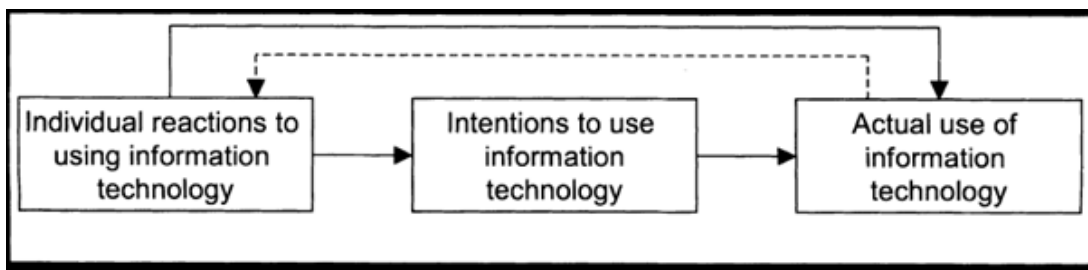 Individual reactions to
using information
technology
Intentions to use
information
technology
Actual use of
information
technology